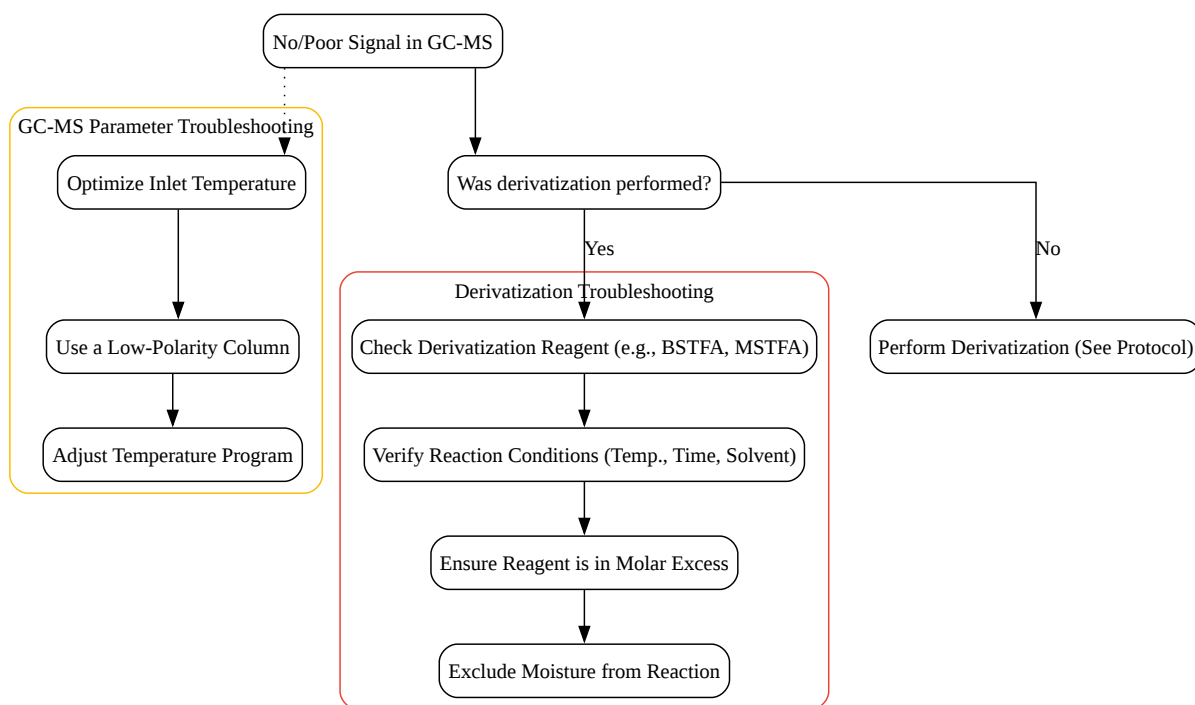 No/Poor Signal in GC-MS
GC-MS Parameter Troubleshooting
Optimize Inlet Temperature
Was derivatization performed?
Yes
No
Derivatization Troubleshooting
Use a Low-Polarity Column
Check Derivatization Reagent (e.g., BSTFA, MSTFA)
Perform Derivatization (See Protocol)
Adjust Temperature Program
Verify Reaction Conditions (Temp., Time, Solvent)
Ensure Reagent is in Molar Excess
Exclude Moisture from Reaction